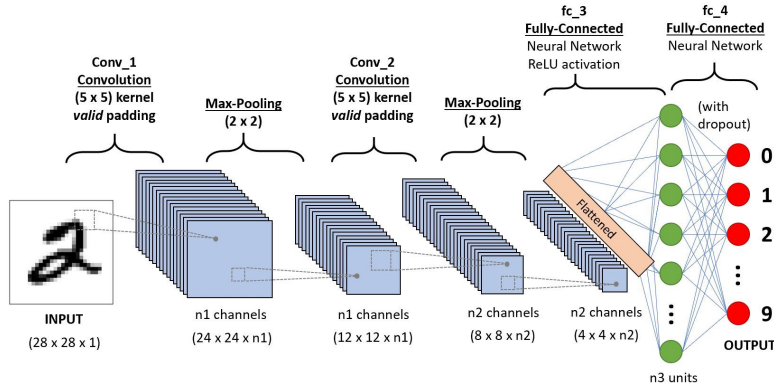 fc_3
Fully-Connected
Neural Network
ReLU activation
fc_4
Fully-Connected
Neural Network
(with
dropout)
Conv_1
Convolution
(5 x 5) kernel
valid padding
Max-Pooling
(2 x 2)
Conv_2
Convolution
(5 x 5) kernel
valid padding
Max-Pooling
(2 x 2)
Flattened
0
1
2
9
OUTPUT
INPUT
(28 x 28 x 1)
n1 channels
(24 x 24 x n1)
n1 channels
(12 x 12 x n1)
n2 channels
(8 x 8 x n2)
n2 channels
(4 x 4 x n2)
n3 units
2